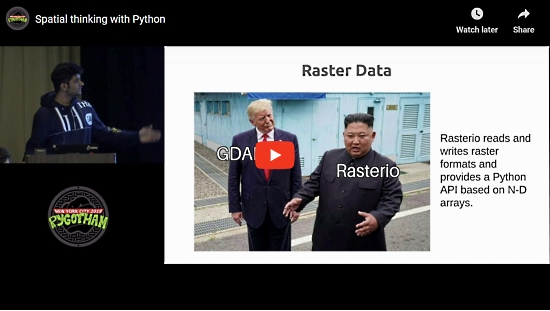 Spatial thinking with Python
Watch later
Share
Raster Data
GDA
Rasterio
Rasterio reads and
writes raster
formats and
provides a Python
API based on N-D
arrays.
NEW YORK CITY 2019
PYGOTHAM